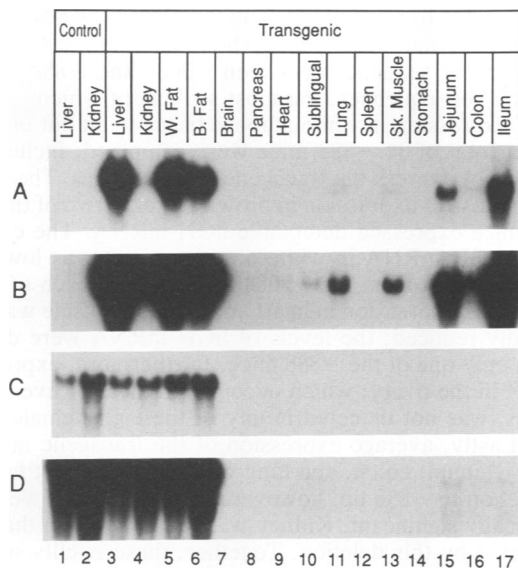 Control Transgenic
Liver Kidney Liver Kidney W. Fat B. Fat Brain Pancreas Heart Sublingual Lung Spleen Sk. Muscle Stomach Jejunum Colon Ileum
A
B
C
D
1 2 3 4 5 6 7 8 9 10 11 12 13 14 15 16 17